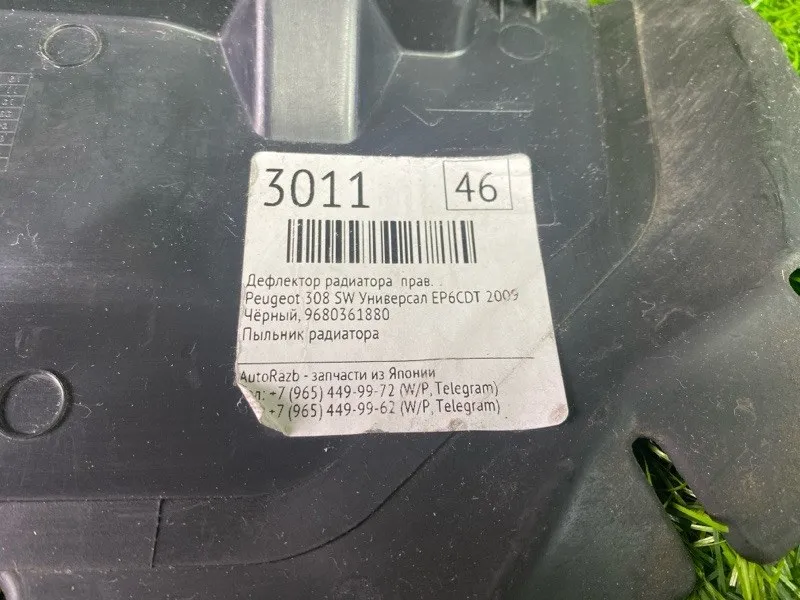 3011 46
Дефлектор радиатора прав. .
Peugeot 308 SW Универсал EP6CDT 2009
Чёрный, 9680361880
Пыльник радиатора
AutoRazb - запчасти из Японии
л: +7 (965) 449-99-72 (W/P, Telegram)
+7 (965) 449-99-62 (W/P, Telegram)